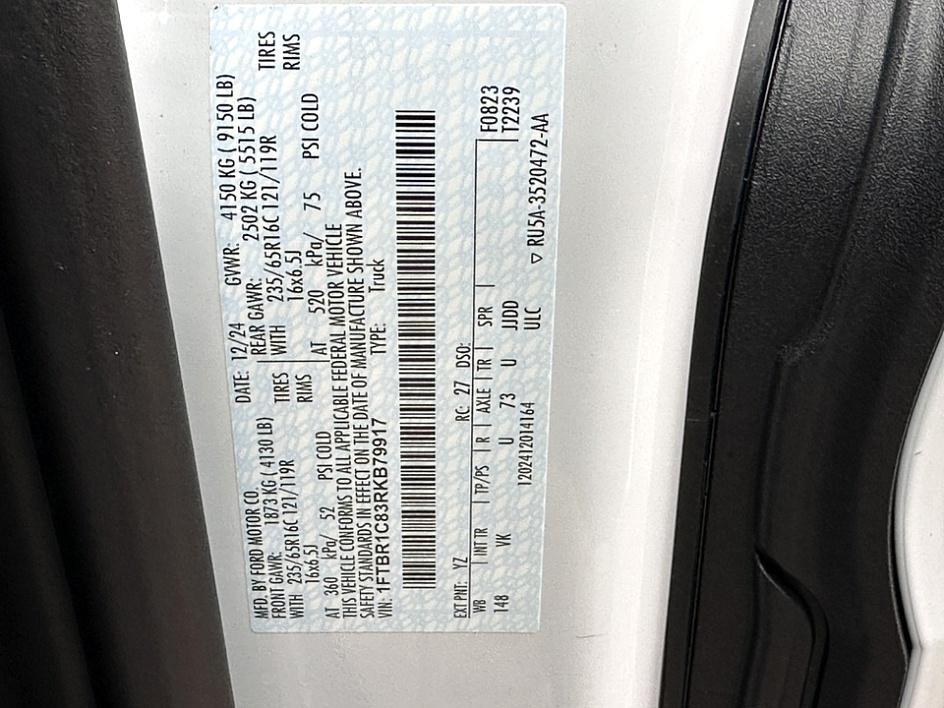 MFD. BY FORD MOTOR CO.
DATE: 12/24 GVWR: 4150 KG ( 9150 LB)
FRONT GAWR: 1873 KG ( 4130 LB) REAR GAWR: 2502 KG ( 5515 LB)
WITH 235/65R16C 121/119R TIRES WITH 235/65R16C 121/119R TIRES
16x6.5J RIMS 16x6.5J RIMS
AT 360 kPa/ 52 PSI COLD AT 520 kPa/ 75 PSI COLD
THIS VEHICLE CONFORMS TO ALL APPLICABLE FEDERAL MOTOR VEHICLE
SAFETY STANDARDS IN EFFECT ON THE DATE OF MANUFACTURE SHOWN ABOVE.
VIN: 1FTBR1C83RKB79917 TYPE: Truck
EXT PNT: YZ RC: 27 DSO: F0823
WB INT TR TP/PS R AXLE TR SPR T2239
148 VK U 73 U JJDD
1202412014164 ULC ▽ RU5A-3520472-AA